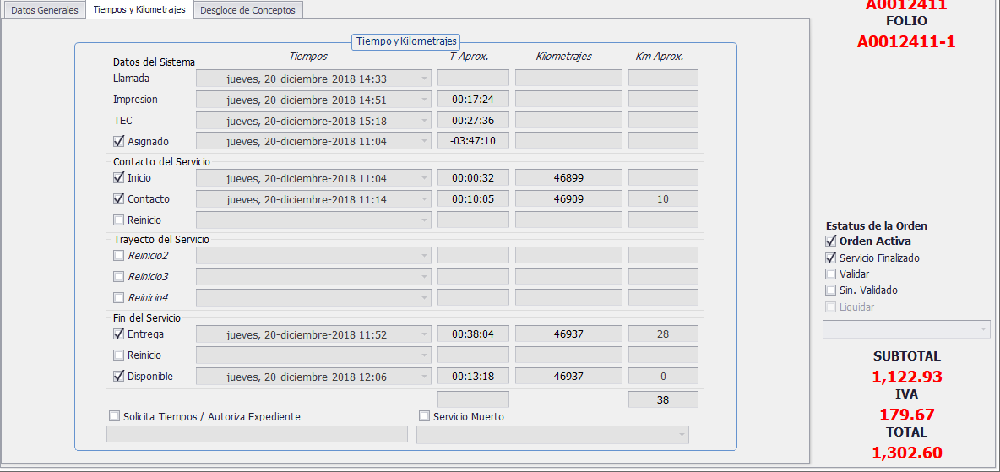 Datos Generales Tiempos y Kilometrajes Desgloce de Conceptos
A0012411
FOLIO
A0012411-1
Tiempo y Kilometrajes
Tiempos T Aprox. Kilometrajes Km Aprox.
Datos del Sistema
Llamada jueves, 20-diciembre-2018 14:33
Impresion jueves, 20-diciembre-2018 14:51 00:17:24
TEC jueves, 20-diciembre-2018 15:18 00:27:36
Asignado jueves, 20-diciembre-2018 11:04 -03:47:10
Contacto del Servicio
Inicio jueves, 20-diciembre-2018 11:04 00:00:32 46899
Contacto jueves, 20-diciembre-2018 11:14 00:10:05 46909 10
Reinicio
Trayecto del Servicio
Reinicio2
Reinicio3
Reinicio4
Fin del Servicio
Entrega jueves, 20-diciembre-2018 11:52 00:38:04 46937 28
Reinicio
Disponible jueves, 20-diciembre-2018 12:06 00:13:18 46937 0
38
Solicita Tiempos / Autoriza Expediente Servicio Muerto
Estatus de la Orden
Orden Activa
Servicio Finalizado
Validar
Sin. Validado
Liquidar
SUBTOTAL
1,122.93
IVA
179.67
TOTAL
1,302.60